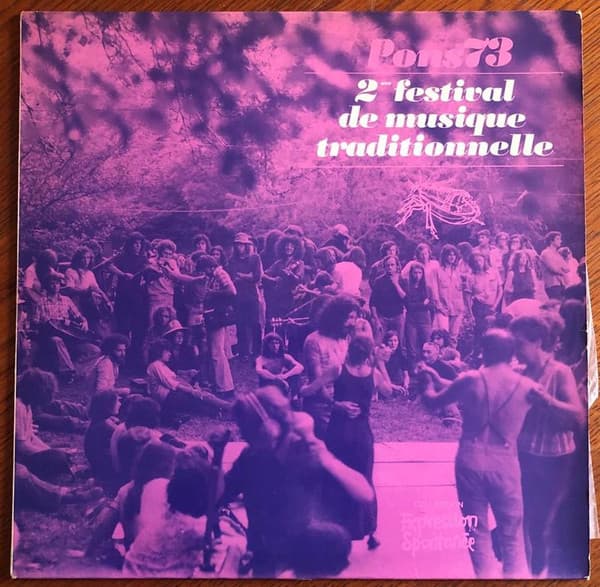 Pons73
2me festival
de musique
traditionnelle
Expression
Spontanée